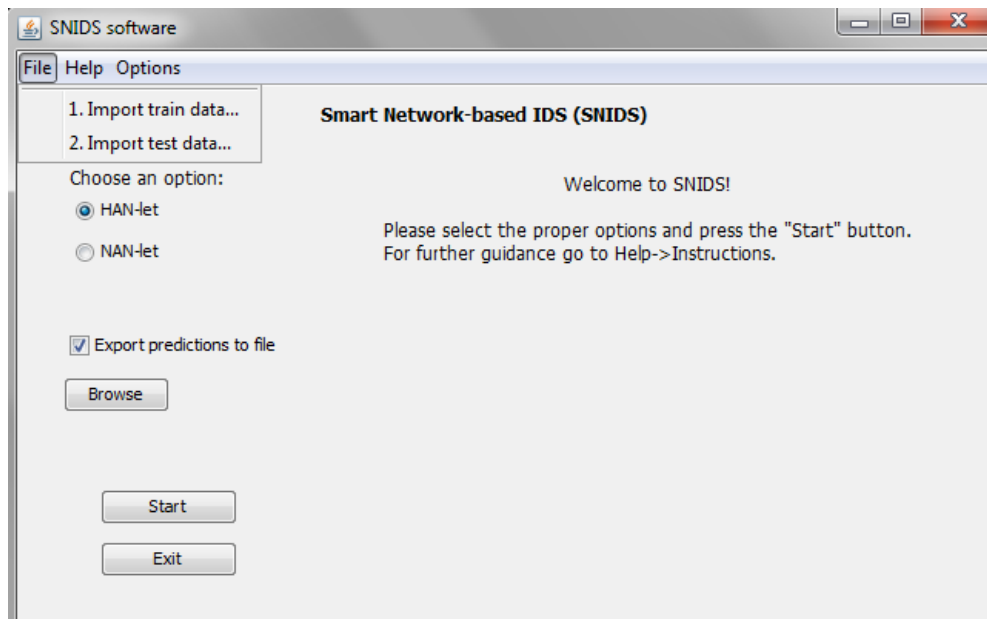 SNIDS software
File Help Options
1. Import train data...
2. Import test data...
Smart Network-based IDS (SNIDS)
Choose an option:
HAN-let
NAN-let
Welcome to SNIDS!
Please select the proper options and press the "Start" button.
For further guidance go to Help->Instructions.
Export predictions to file
Browse
Start
Exit